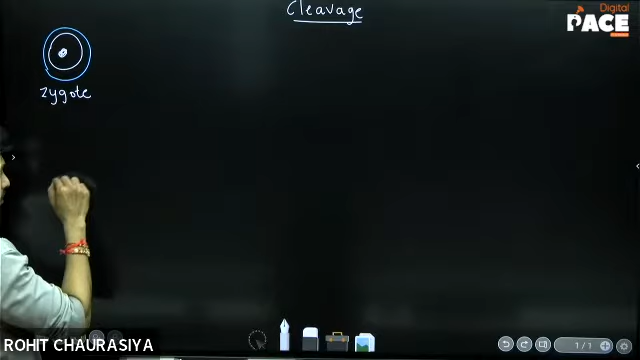 Cleavage
Digital
PACE
zygote
1/1
ROHIT CHAURASIYA